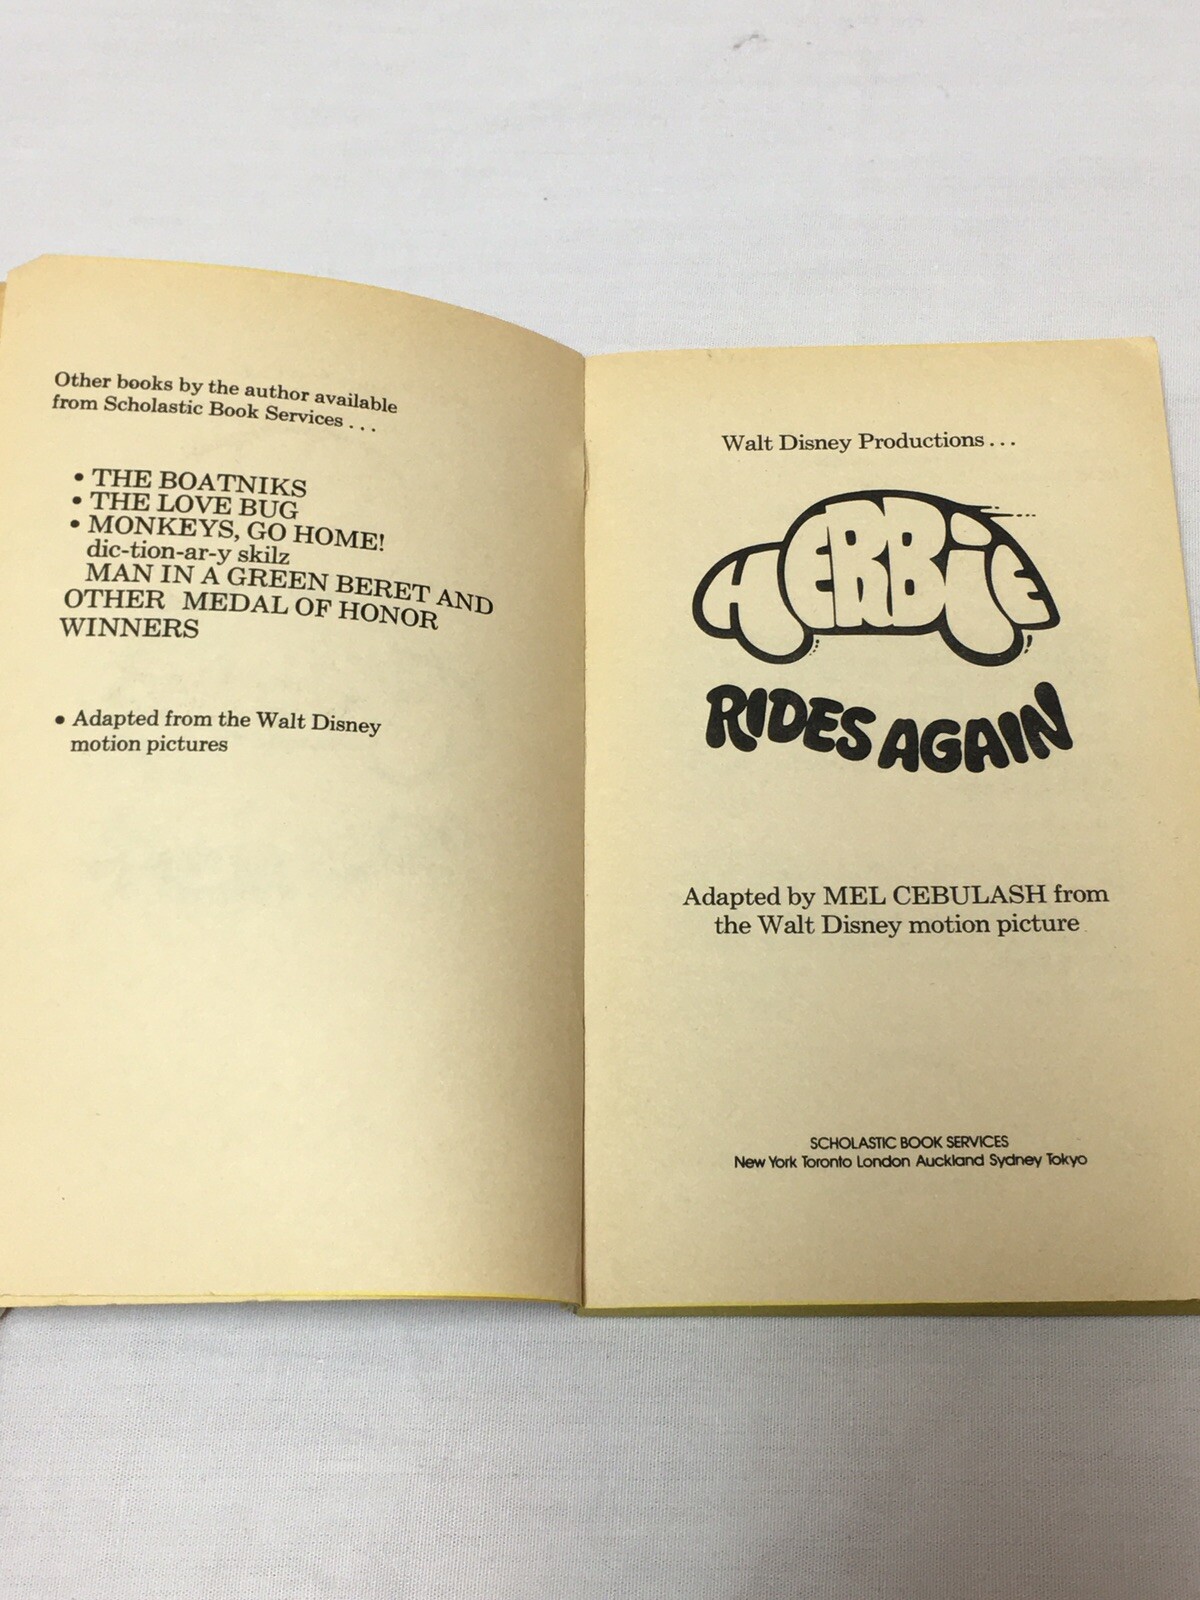 Other books by the author available
from Scholastic Book Services . . .
• THE BOATNIKS
• THE LOVE BUG
• MONKEYS, GO HOME!
dic-tion-ar-y skilz
MAN IN A GREEN BERET AND
OTHER MEDAL OF HONOR
WINNERS
• Adapted from the Walt Disney
motion pictures
Walt Disney Productions . . .
HERBiE
RIDES AGAIN
Adapted by MEL CEBULASH from
the Walt Disney motion picture
SCHOLASTIC BOOK SERVICES
New York Toronto London Auckland Sydney Tokyo